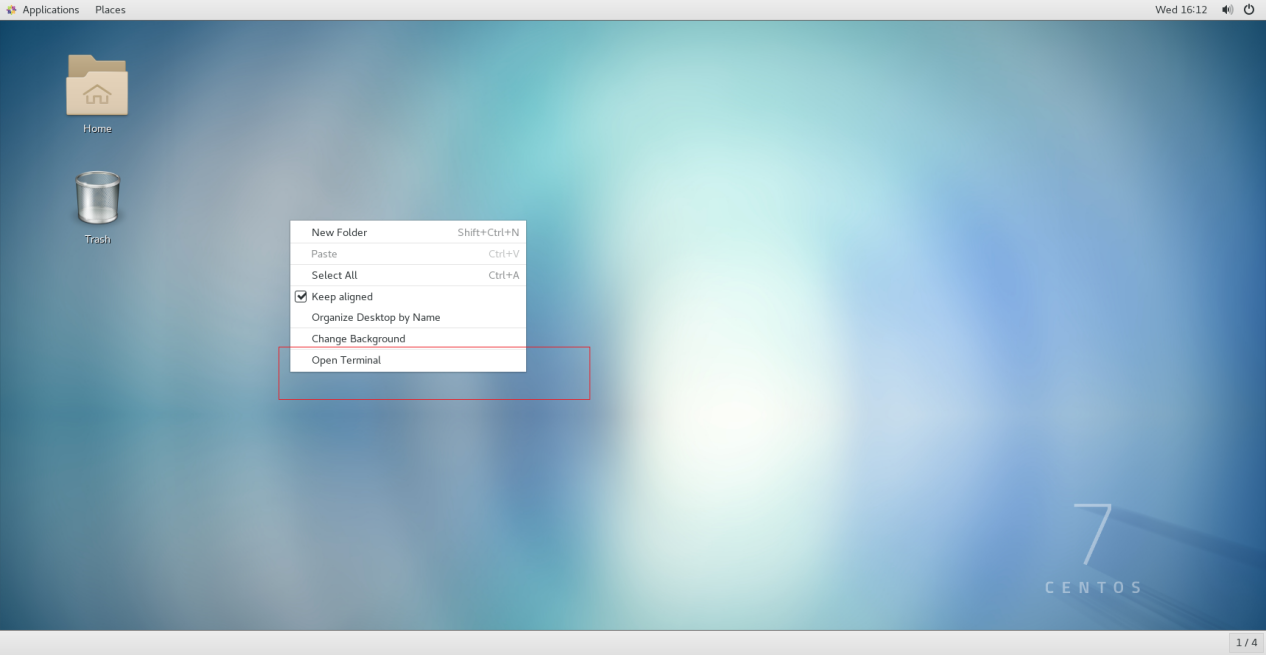 Applications Places Wed 16:12
Home
Trash
New Folder Shift+Ctrl+N
Paste Ctrl+V
Select All Ctrl+A
Keep aligned
Organize Desktop by Name
Change Background
Open Terminal
7
CENTOS
1 / 4